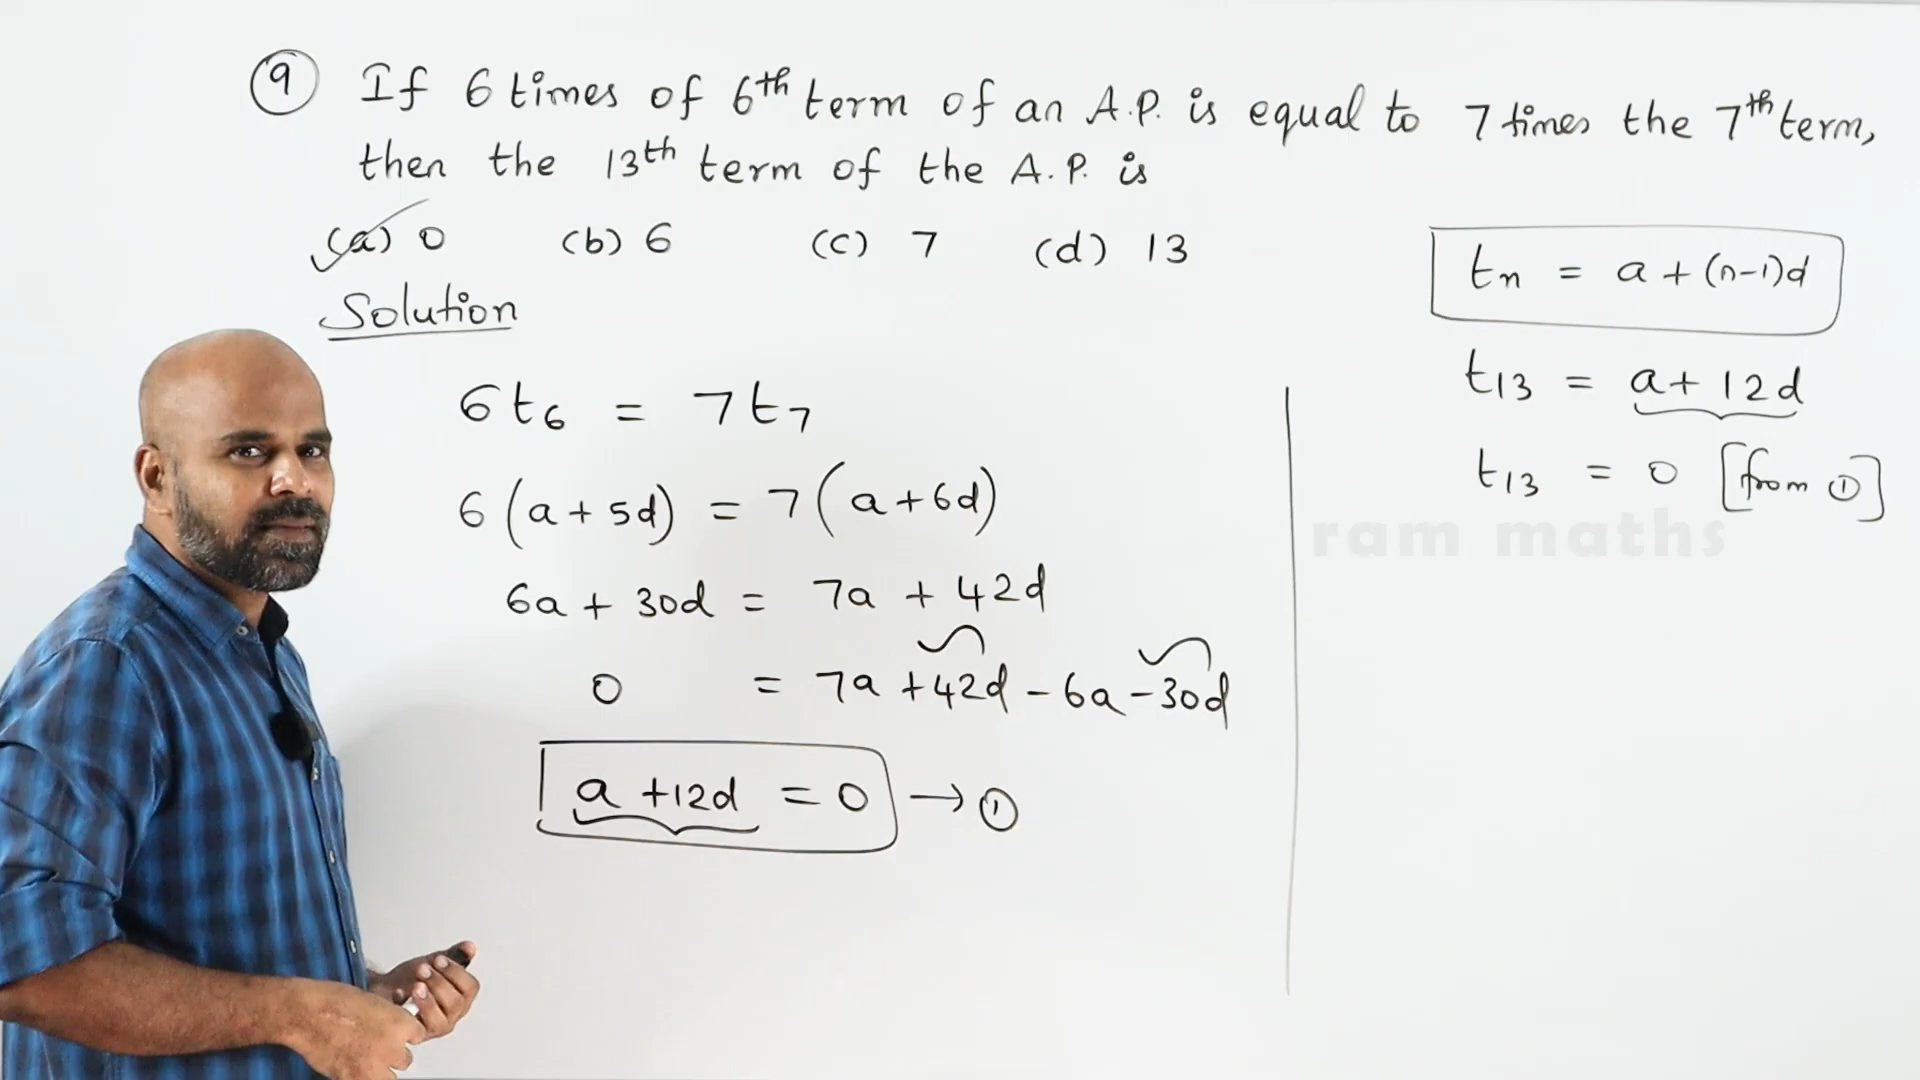 ⑨ If 6 times of 6th term of an A.P. is equal to 7 times the 7th term,
then the 13th term of the A.P. is
(a) 0 (b) 6 (c) 7 (d) 13
Solution
6t₆ = 7t₇
6(a+5d) = 7(a+6d)
6a + 30d = 7a + 42d
0 = 7a +42d - 6a - 30d
a +12d = 0 → ①
tₙ = a + (n-1)d
t₁₃ = a + 12d
t₁₃ = 0 [from ①]
ram maths